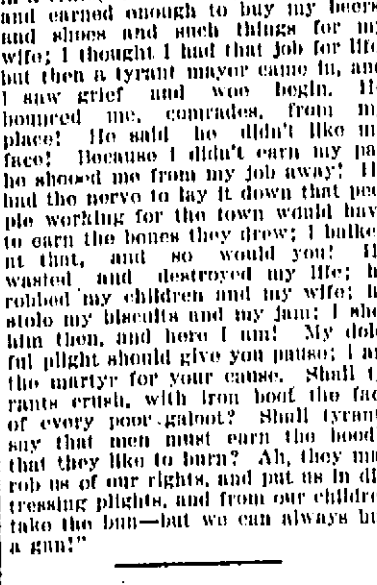 and earned enough to buy my beers
and shoes and such things for my
wife; I thought I had that job for life,
but then a tyrant mayor came in, and
I saw grief and woe begin. He
bounced me, comrades, from my
place! He said he didn't like my
face! Because I didn't earn my pay
he shooed me from my job away! He
had the nerve to lay it down that peo-
ple working for the town would have
to earn the bones they drew; I balked
at that, and so would you! He
wasted and destroyed my life; he
robbed my children and my wife; he
stole my biscuits and my jam; I shot
him then, and here I am! My dole-
ful plight should give you pause; I am
the martyr for your cause. Shall ty-
rants crush, with iron boot the face
of every poor galoot? Shall tyrants
say that men must earn the hoods
that they like to burn? Ah, they may
rob us of our rights, and put us in dis-
tressing plights, and from our children
take the bun—but we can always buy
a gun!"